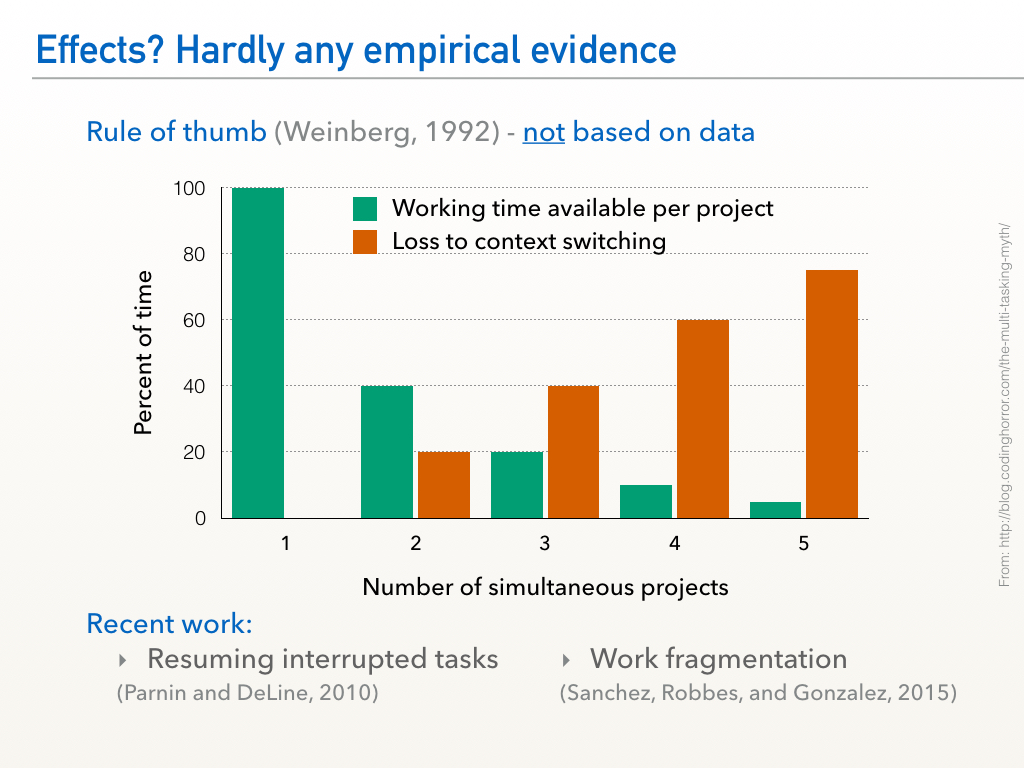 Effects? Hardly any empirical evidence
Rule of thumb (Weinberg, 1992) - not based on data
100
80
60
40
20
0
Percent of time
Working time available per project
Loss to context switching
1 2 3 4 5
Number of simultaneous projects
From: http://blog.codinghorror.com/the-multi-tasking-myth/
Recent work:
‣ Resuming interrupted tasks
(Parnin and DeLine, 2010)
‣ Work fragmentation
(Sanchez, Robbes, and Gonzalez, 2015)